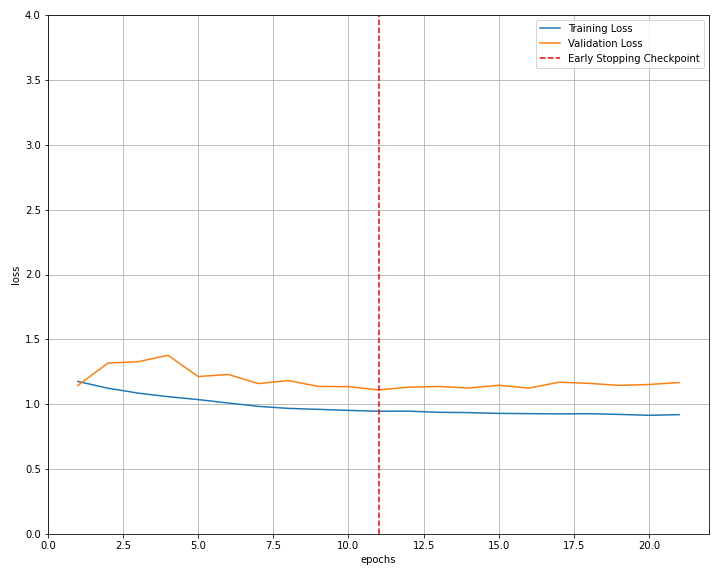 4.0
3.5
3.0
2.5
2.0
1.5
1.0
0.5
0.0
loss
Training Loss
Validation Loss
Early Stopping Checkpoint
0.0 2.5 5.0 7.5 10.0 12.5 15.0 17.5 20.0
epochs